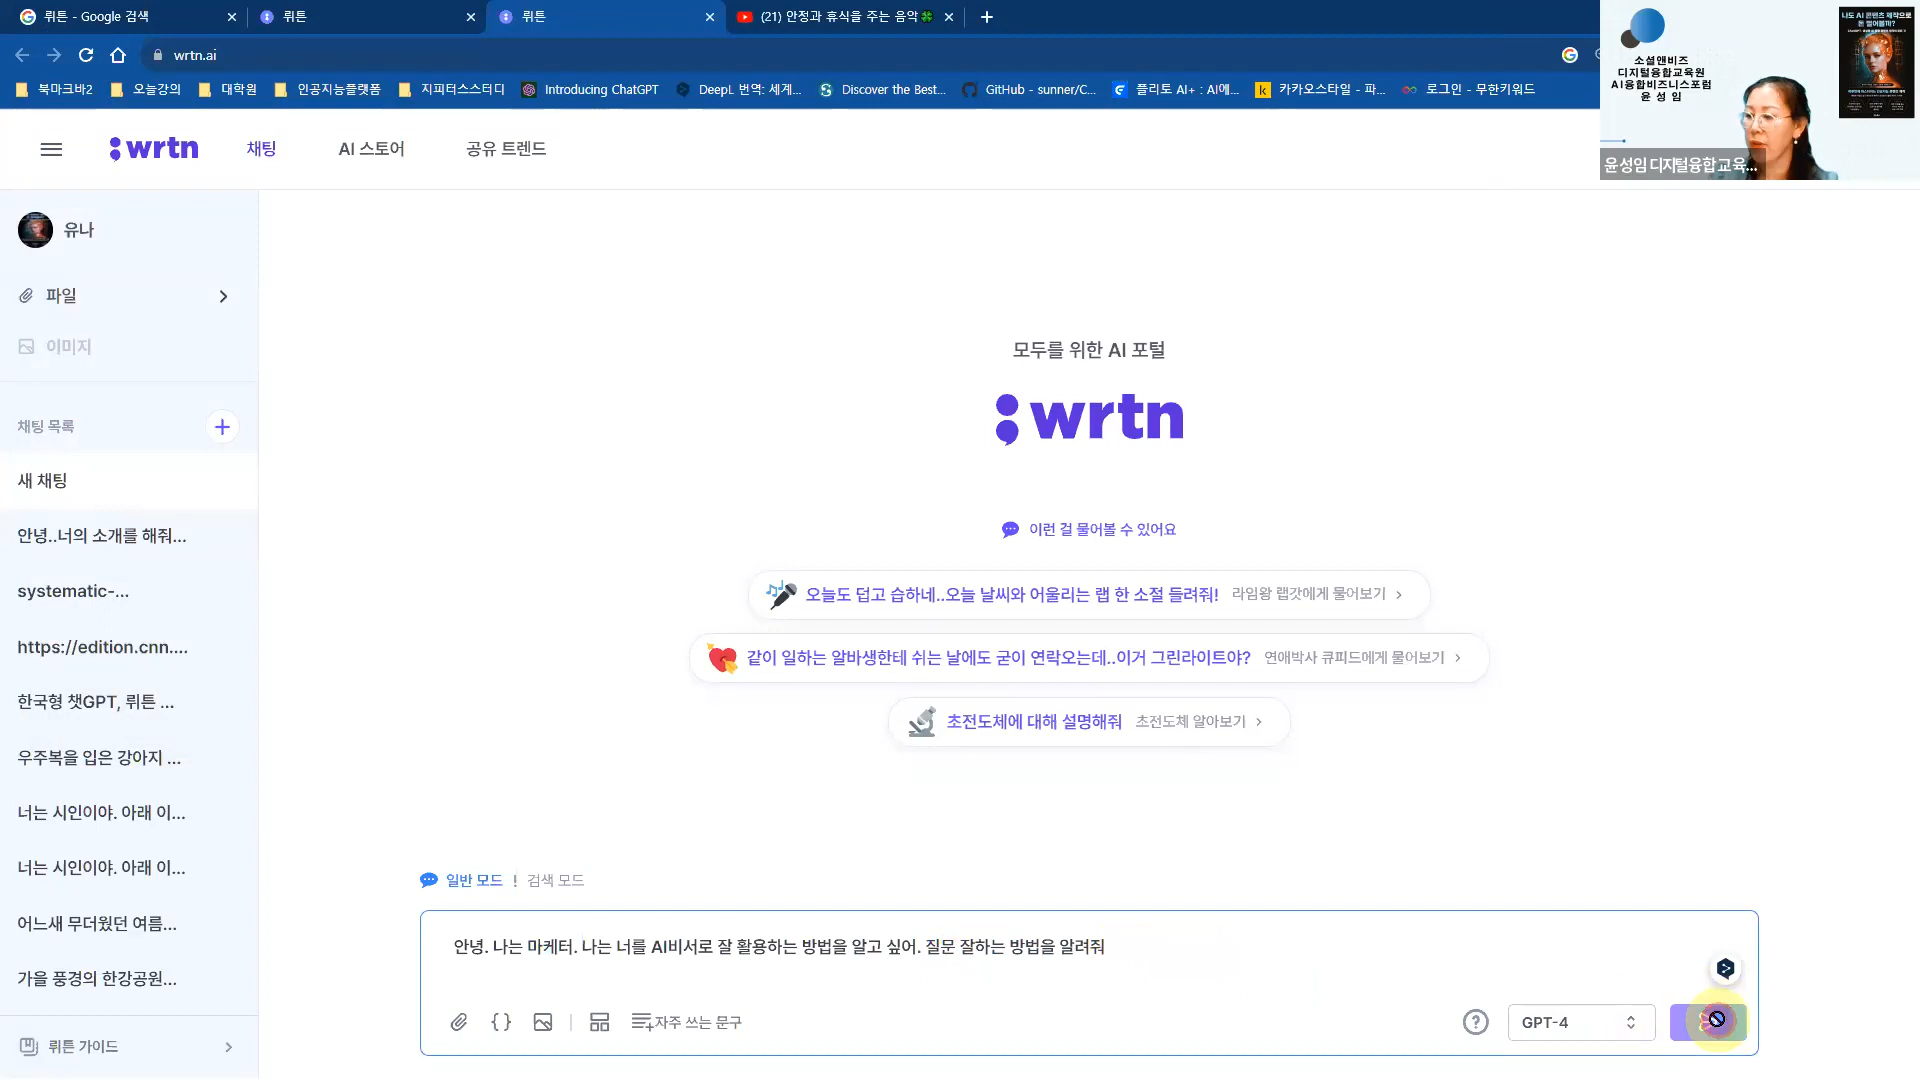 뤼튼 - Google 검색
뤼튼
뤼튼
(21) 안정과 휴식을 주는 음악🍀
wrtn.ai
북마크바2
오늘강의
대학원
인공지능플랫폼
지피터스스터디
Introducing ChatGPT
DeepL 번역: 세계...
Discover the Best...
GitHub - sunner/C...
플리토 AI+ : AI에...
카카오스타일 - 파...
로그인 - 무한키워드
소셜앤비즈
디지털융합교육원
AI융합비즈니스포럼
윤 성 임
나도 AI 콘텐츠 제작으로
돈 벌어볼까?
윤성임 디지털융합교육...
wrtn
채팅
AI 스토어
공유 트렌드
유나
파일
이미지
채팅 목록
새 채팅
안녕..너의 소개를 해줘...
systematic-...
https://edition.cnn....
한국형 챗GPT, 뤼튼 ...
우주복을 입은 강아지 ...
너는 시인이야. 아래 이...
너는 시인이야. 아래 이...
어느새 무더웠던 여름...
가을 풍경의 한강공원...
뤼튼 가이드
모두를 위한 AI 포털
wrtn
이런 걸 물어볼 수 있어요
오늘도 덥고 습하네..오늘 날씨와 어울리는 랩 한 소절 들려줘! 라임왕 랩갓에게 물어보기
같이 일하는 알바생한테 쉬는 날에도 굳이 연락오는데..이거 그린라이트야? 연애박사 큐피드에게 물어보기
초전도체에 대해 설명해줘 초전도체 알아보기
일반 모드 ! 검색 모드
안녕. 나는 마케터. 나는 너를 AI비서로 잘 활용하는 방법을 알고 싶어. 질문 잘하는 방법을 알려줘
자주 쓰는 문구
GPT-4